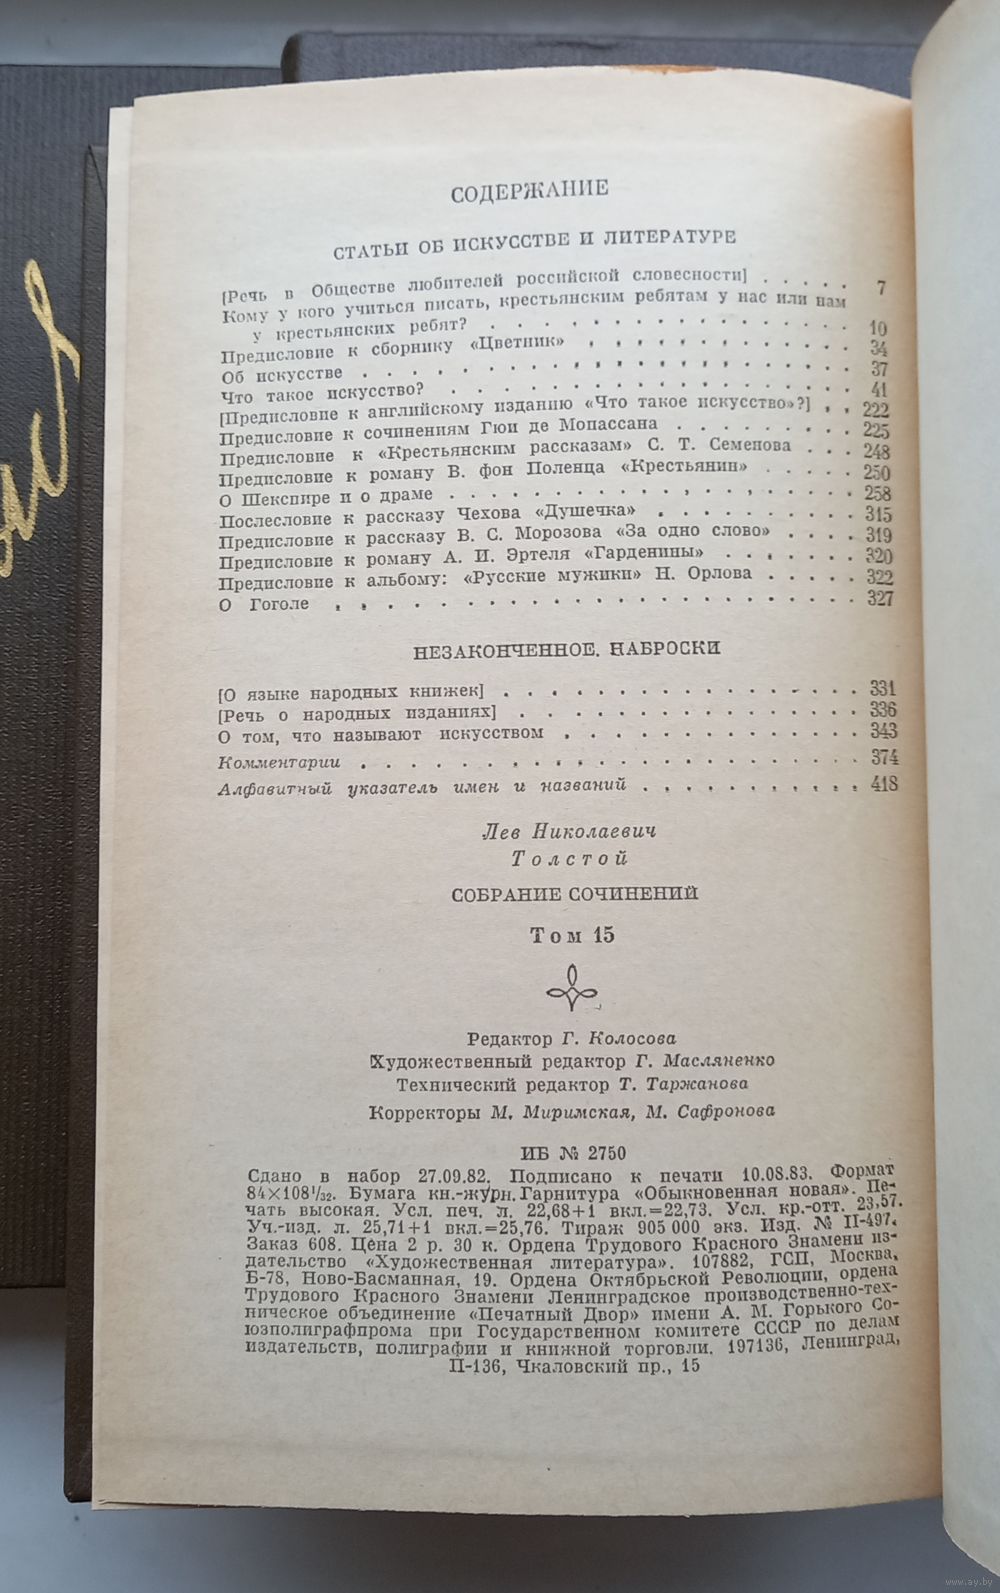 СОДЕРЖАНИЕ
СТАТЬИ ОБ ИСКУССТВЕ И ЛИТЕРАТУРЕ
[Речь в Обществе любителей российской словесности] . . . . . 7
Кому у кого учиться писать, крестьянским ребятам у нас или нам
у крестьянских ребят? . . . . . . . . . . . . . . . 10
Предисловие к сборнику «Цветник» . . . . . . . . . . . 34
Об искусстве . . . . . . . . . . . . . . . . . . . . 37
Что такое искусство? . . . . . . . . . . . . . . . . . 41
[Предисловие к английскому изданию «Что такое искусство»?] . . 222
Предисловие к сочинениям Гюи де Мопассана . . . . . . . . 225
Предисловие к «Крестьянским рассказам» С. Т. Семенова . . . 248
Предисловие к роману В. фон Поленца «Крестьянин» . . . . . 250
О Шекспире и о драме . . . . . . . . . . . . . . . . . 258
Послесловие к рассказу Чехова «Душечка» . . . . . . . . . 315
Предисловие к рассказу В. С. Морозова «За одно слово» . . . . 319
Предисловие к роману А. И. Эртеля «Гарденины» . . . . . . . 320
Предисловие к альбому: «Русские мужики» Н. Орлова . . . . . 322
О Гоголе . . . . . . . . . . . . . . . . . . . . . . 327
НЕЗАКОНЧЕННОЕ. НАБРОСКИ
[О языке народных книжек] . . . . . . . . . . . . . . . 331
[Речь о народных изданиях] . . . . . . . . . . . . . . . 336
О том, что называют искусством . . . . . . . . . . . . . 343
Комментарии . . . . . . . . . . . . . . . . . . . . . 374
Алфавитный указатель имен и названий . . . . . . . . . . 418
Лев Николаевич
Толстой
СОБРАНИЕ СОЧИНЕНИЙ
Том 15
Редактор Г. Колосова
Художественный редактор Г. Масляненко
Технический редактор Т. Таржанова
Корректоры М. Миримская, М. Сафронова
ИБ № 2750
Сдано в набор 27.09.82. Подписано к печати 10.08.83. Формат
84×108 1/32. Бумага кн.-журн. Гарнитура «Обыкновенная новая». Пе-
чать высокая. Усл. печ. л. 22,68+1 вкл.=22,73. Усл. кр.-отт. 23,57.
Уч.-изд. л. 25,71+1 вкл.=25,76. Тираж 905 000 экз. Изд. № II-497.
Заказ 608. Цена 2 р. 30 к. Ордена Трудового Красного Знамени из-
дательство «Художественная литература». 107882, ГСП, Москва,
Б-78, Ново-Басманная, 19. Ордена Октябрьской Революции, ордена
Трудового Красного Знамени Ленинградское производственно-тех-
ническое объединение «Печатный Двор» имени А. М. Горького Со-
юзполиграфпрома при Государственном комитете СССР по делам
издательств, полиграфии и книжной торговли. 197136, Ленинград,
П-136, Чкаловский пр., 15
www.ay.by